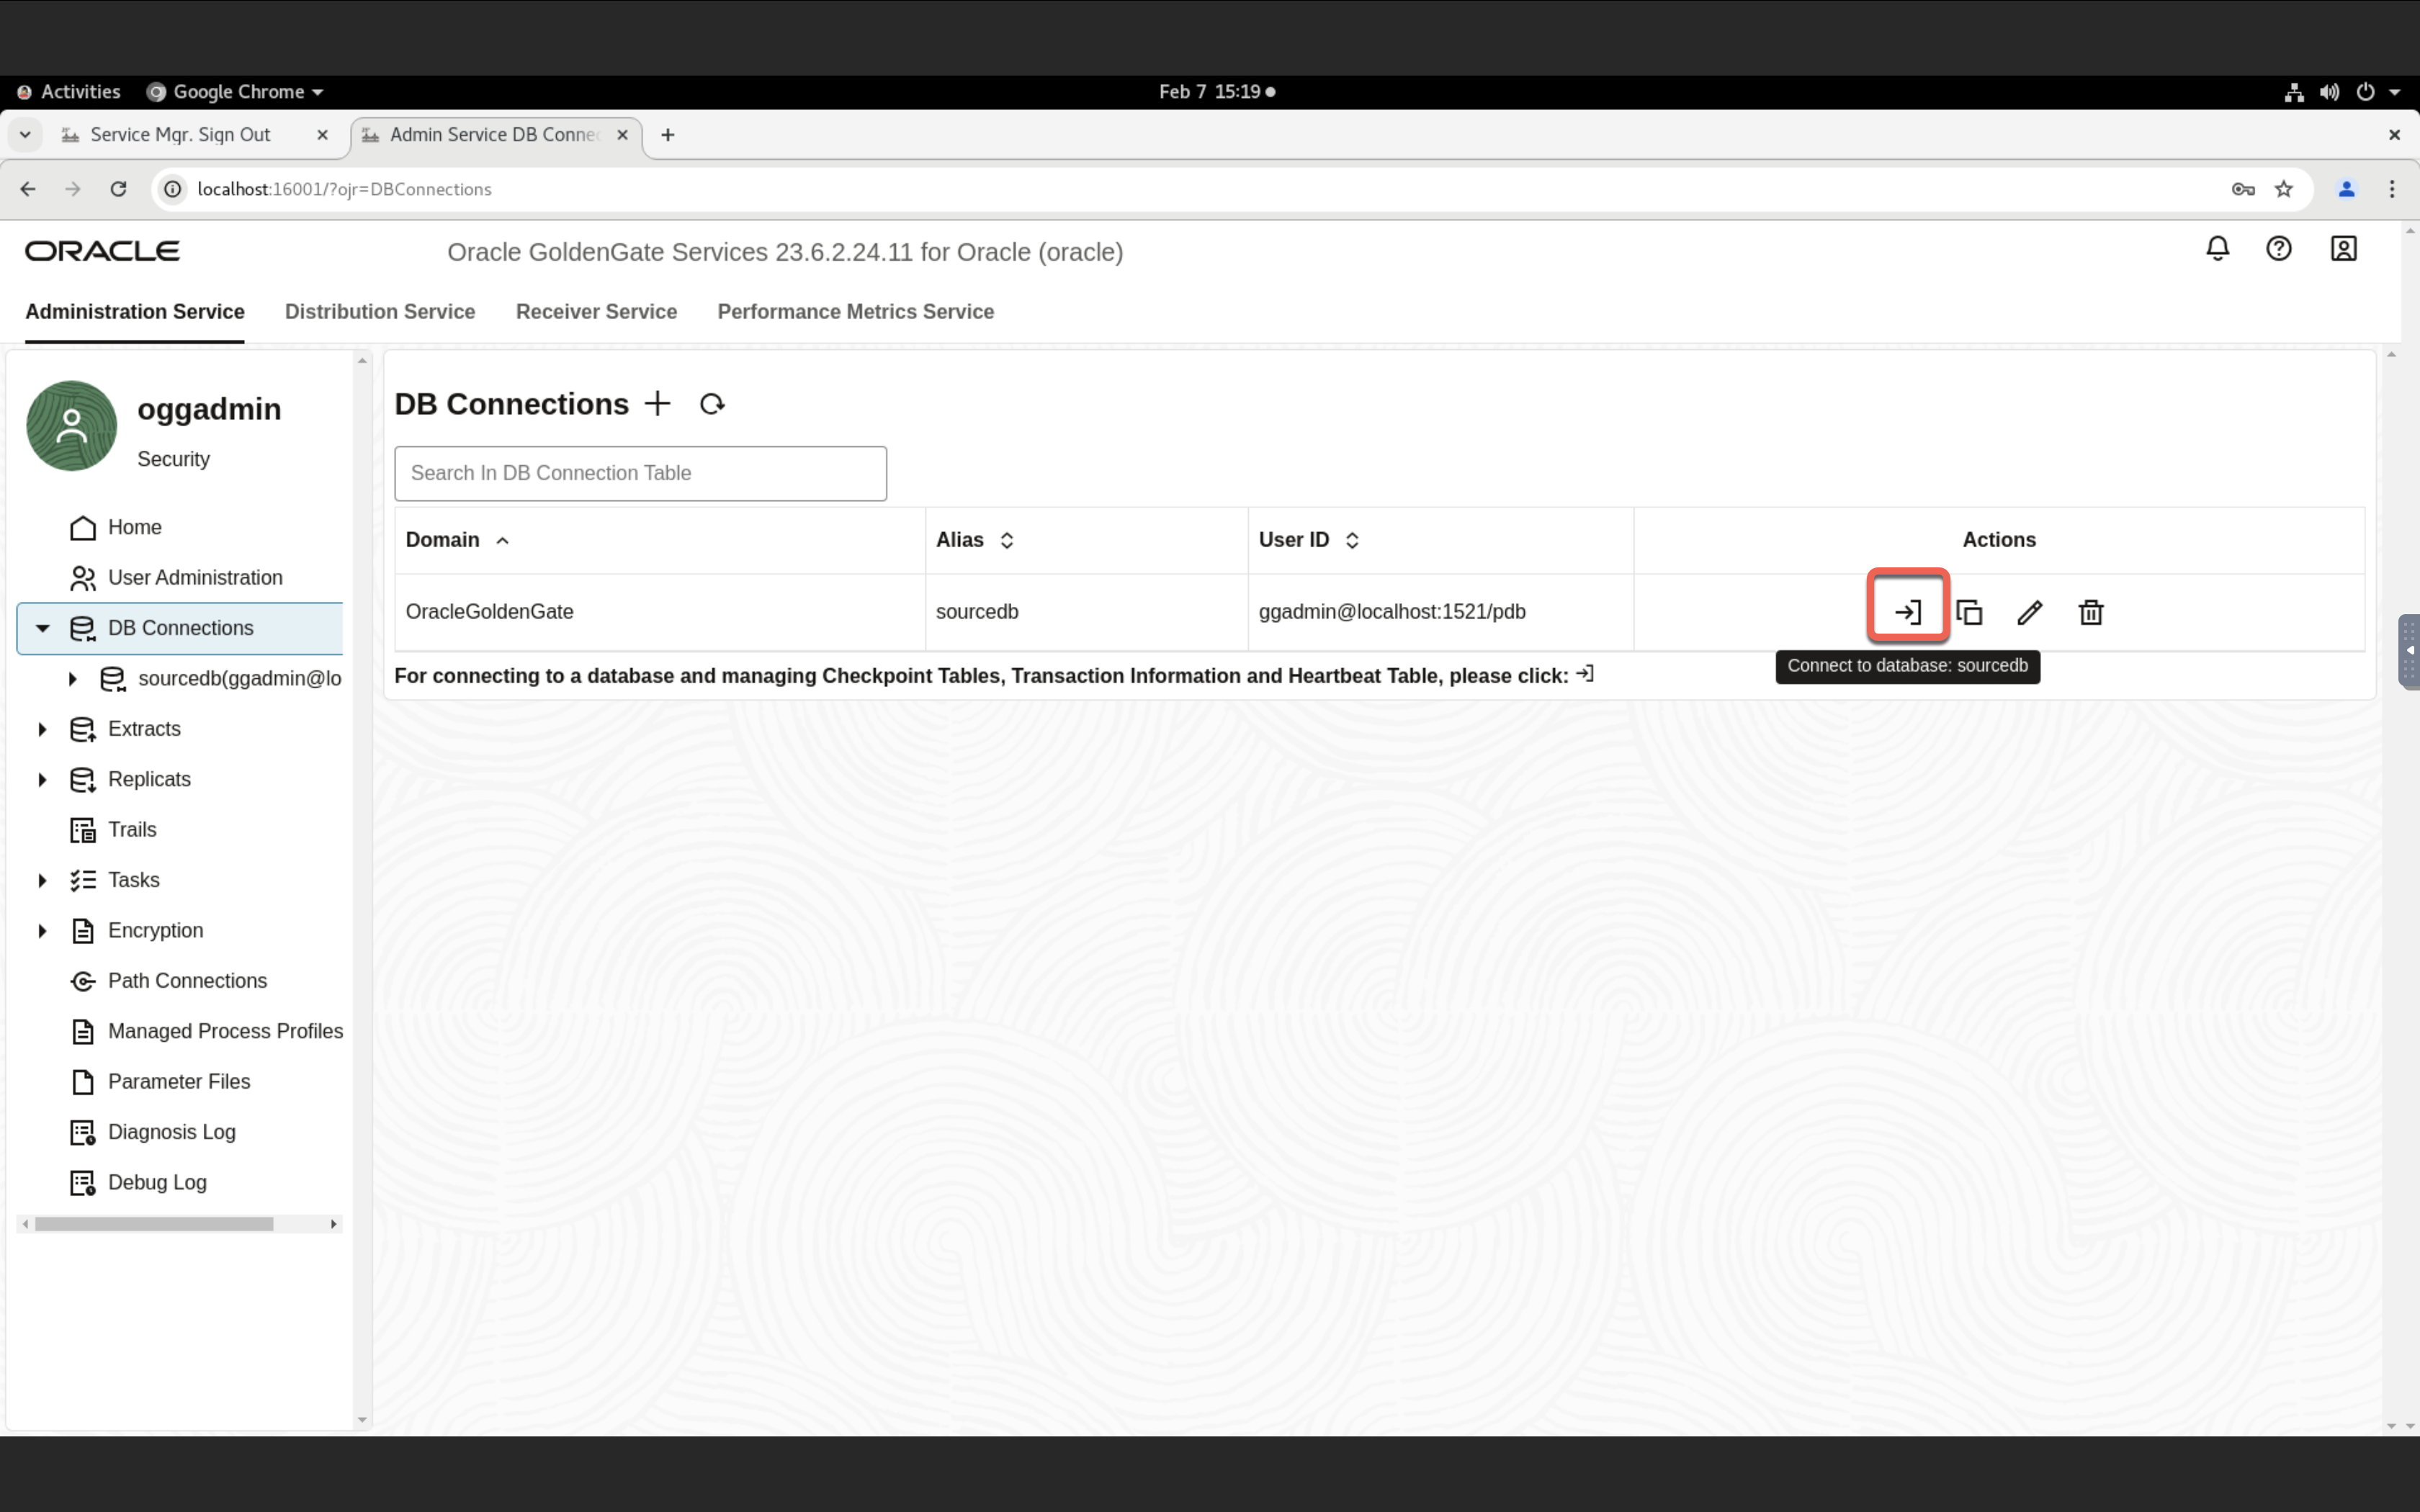 Activities Google Chrome Feb 7 15:19
Service Mgr. Sign Out Admin Service DB Connec
localhost:16001/?ojr=DBConnections
ORACLE Oracle GoldenGate Services 23.6.2.24.11 for Oracle (oracle)
Administration Service Distribution Service Receiver Service Performance Metrics Service
oggadmin
Security
Home
User Administration
DB Connections
sourcedb(ggadmin@lo
Extracts
Replicats
Trails
Tasks
Encryption
Path Connections
Managed Process Profiles
Parameter Files
Diagnosis Log
Debug Log
DB Connections
Search In DB Connection Table
Domain Alias User ID Actions
OracleGoldenGate sourcedb ggadmin@localhost:1521/pdb
Connect to database: sourcedb
For connecting to a database and managing Checkpoint Tables, Transaction Information and Heartbeat Table, please click: